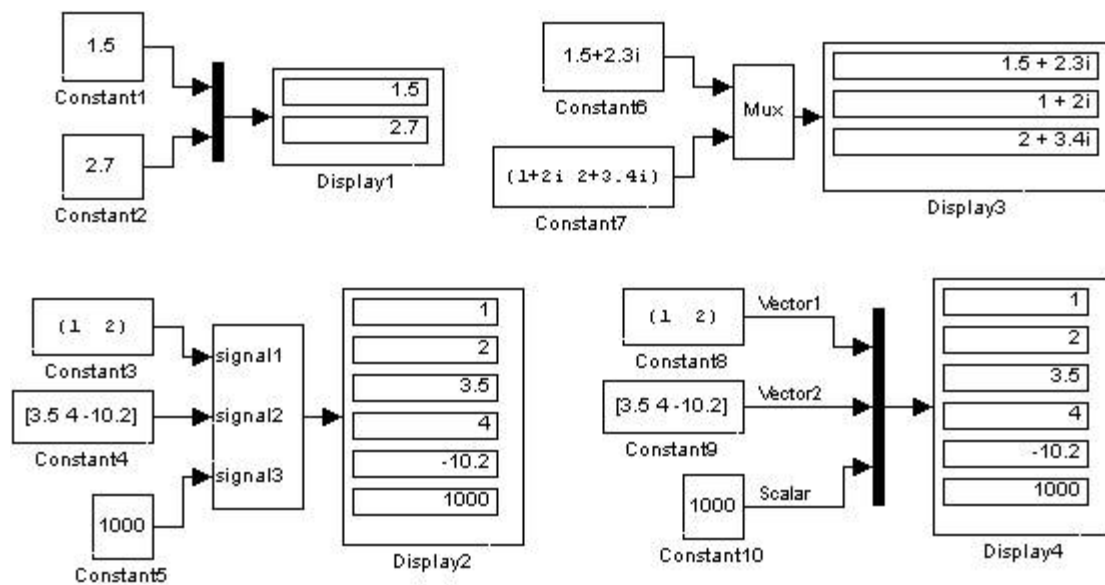 1.5
Constant1
2.7
Constant2
1.5
2.7
Display1
1.5+2.3i
Constant6
(1+2i 2+3.4i)
Constant7
Mux
1.5 + 2.3i
1 + 2i
2 + 3.4i
Display3
(1 2)
Constant3
[3.5 4 -10.2]
Constant4
1000
Constant5
signal1
signal2
signal3
1
2
3.5
4
-10.2
1000
Display2
(1 2)
Constant8
[3.5 4 -10.2]
Constant9
1000
Constant10
Vector1
Vector2
Scalar
1
2
3.5
4
-10.2
1000
Display4